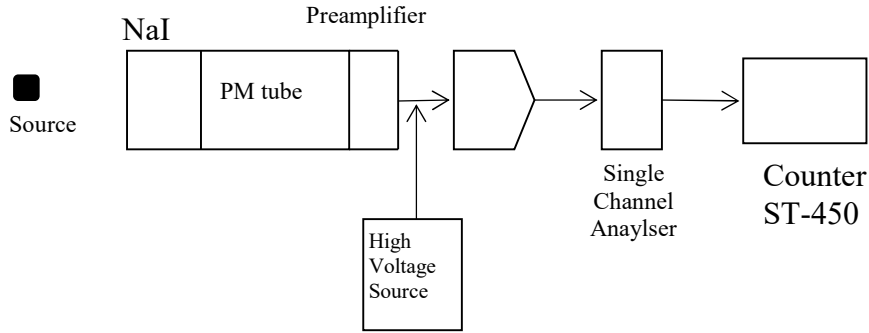 Preamplifier
NaI
PM tube
Source
Single
Channel
Anaylser
Counter
ST-450
High
Voltage
Source